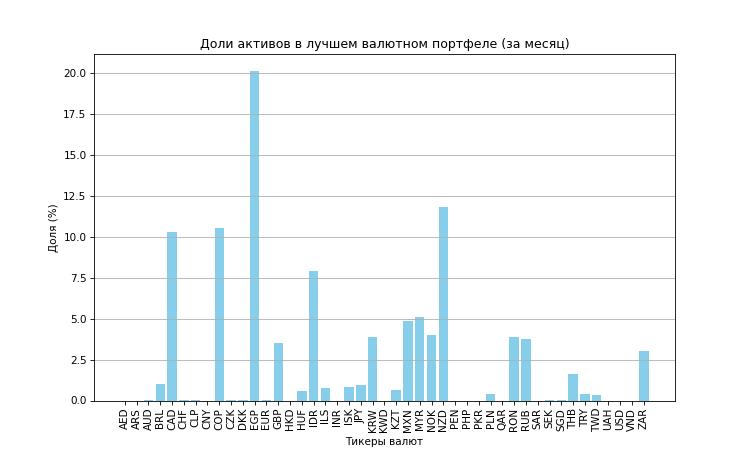 Доли активов в лучшем валютном портфеле (за месяц)
Доля (%)
20.0
17.5
15.0
12.5
10.0
7.5
5.0
2.5
0.0
AED ARS AUD BRL CAD CHF CLP CNY COP CZK DKK EGP EUR GBP HKD HUF IDR ILS INR ISK JPY KRW KWD KZT MXN MYR NOK NZD PEN PHP PKR PLN QAR RON RUB SAR SEK SGD THB TRY TWD UAH USD VND ZAR
Тикеры валют